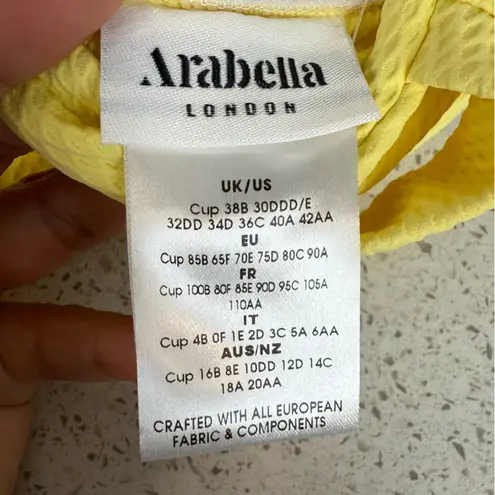 Arabella
LONDON
UK/US
Cup 38B 30DDD/E
32DD 34D 36C 40A 42AA
EU
Cup 85B 65F 70E 75D 80C 90A
FR
Cup 100B 80F 85E 90D 95C 105A
110AA
IT
Cup 4B 0F 1E 2D 3C 5A 6AA
AUS/NZ
Cup 16B 8E 10DD 12D 14C
18A 20AA
CRAFTED WITH ALL EUROPEAN
FABRIC & COMPONENTS